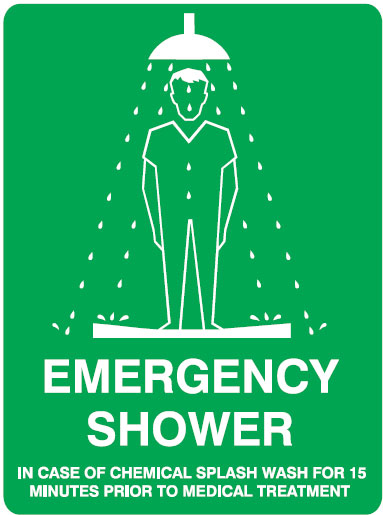 EMERGENCY
SHOWER
IN CASE OF CHEMICAL SPLASH WASH FOR 15
MINUTES PRIOR TO MEDICAL TREATMENT